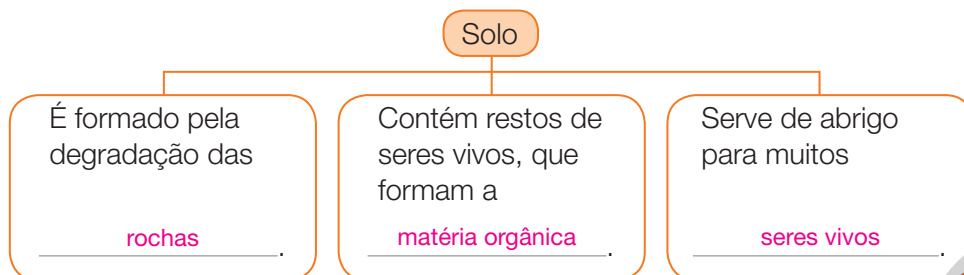 Solo
É formado pela
degradação das
rochas.
Contém restos de
seres vivos, que
formam a
matéria orgânica.
Serve de abrigo
para muitos
seres vivos.